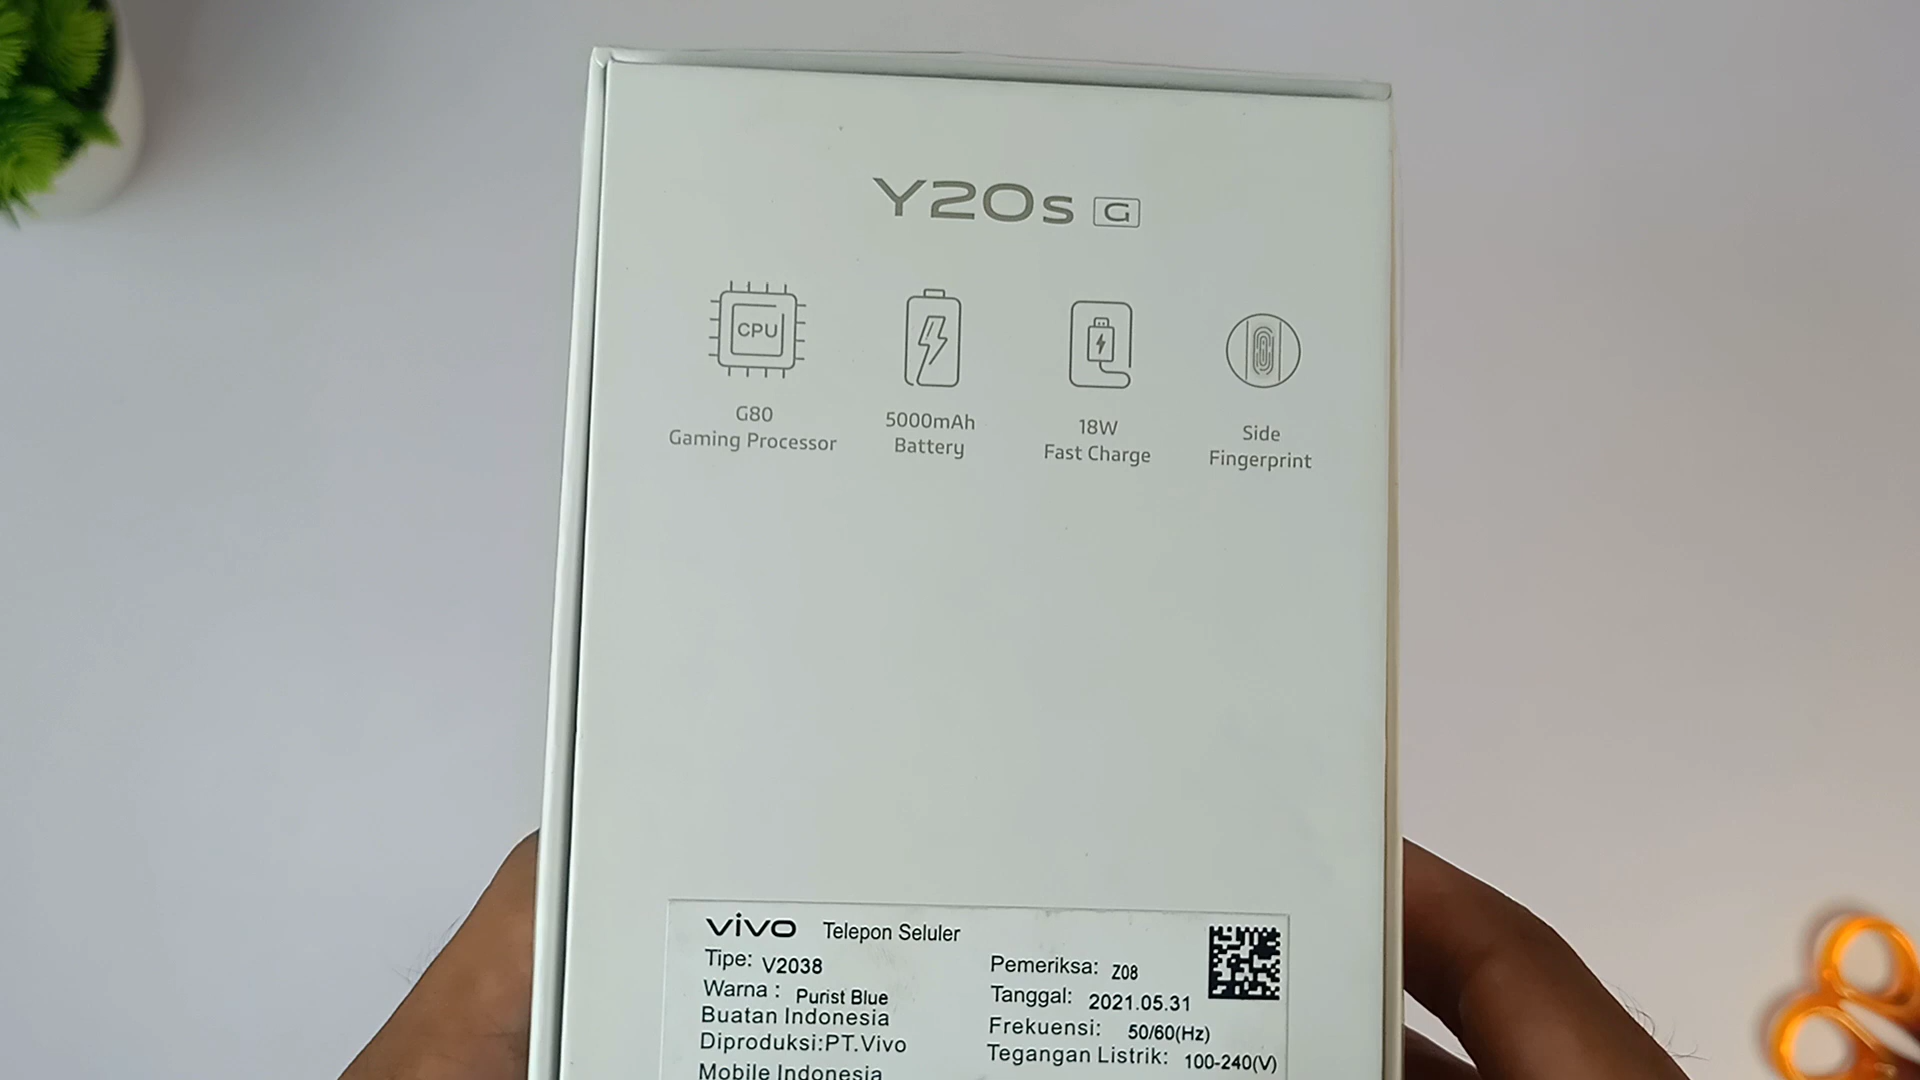 Y20s G
CPU
G80
Gaming Processor
5000mAh
Battery
18W
Fast Charge
Side
Fingerprint
vivo Telepon Seluler
Tipe: V2038
Warna : Purist Blue
Buatan Indonesia
Diproduksi:PT.Vivo
Mobile Indonesia
Pemeriksa: Z08
Tanggal: 2021.05.31
Frekuensi: 50/60(Hz)
Tegangan Listrik: 100-240(V)